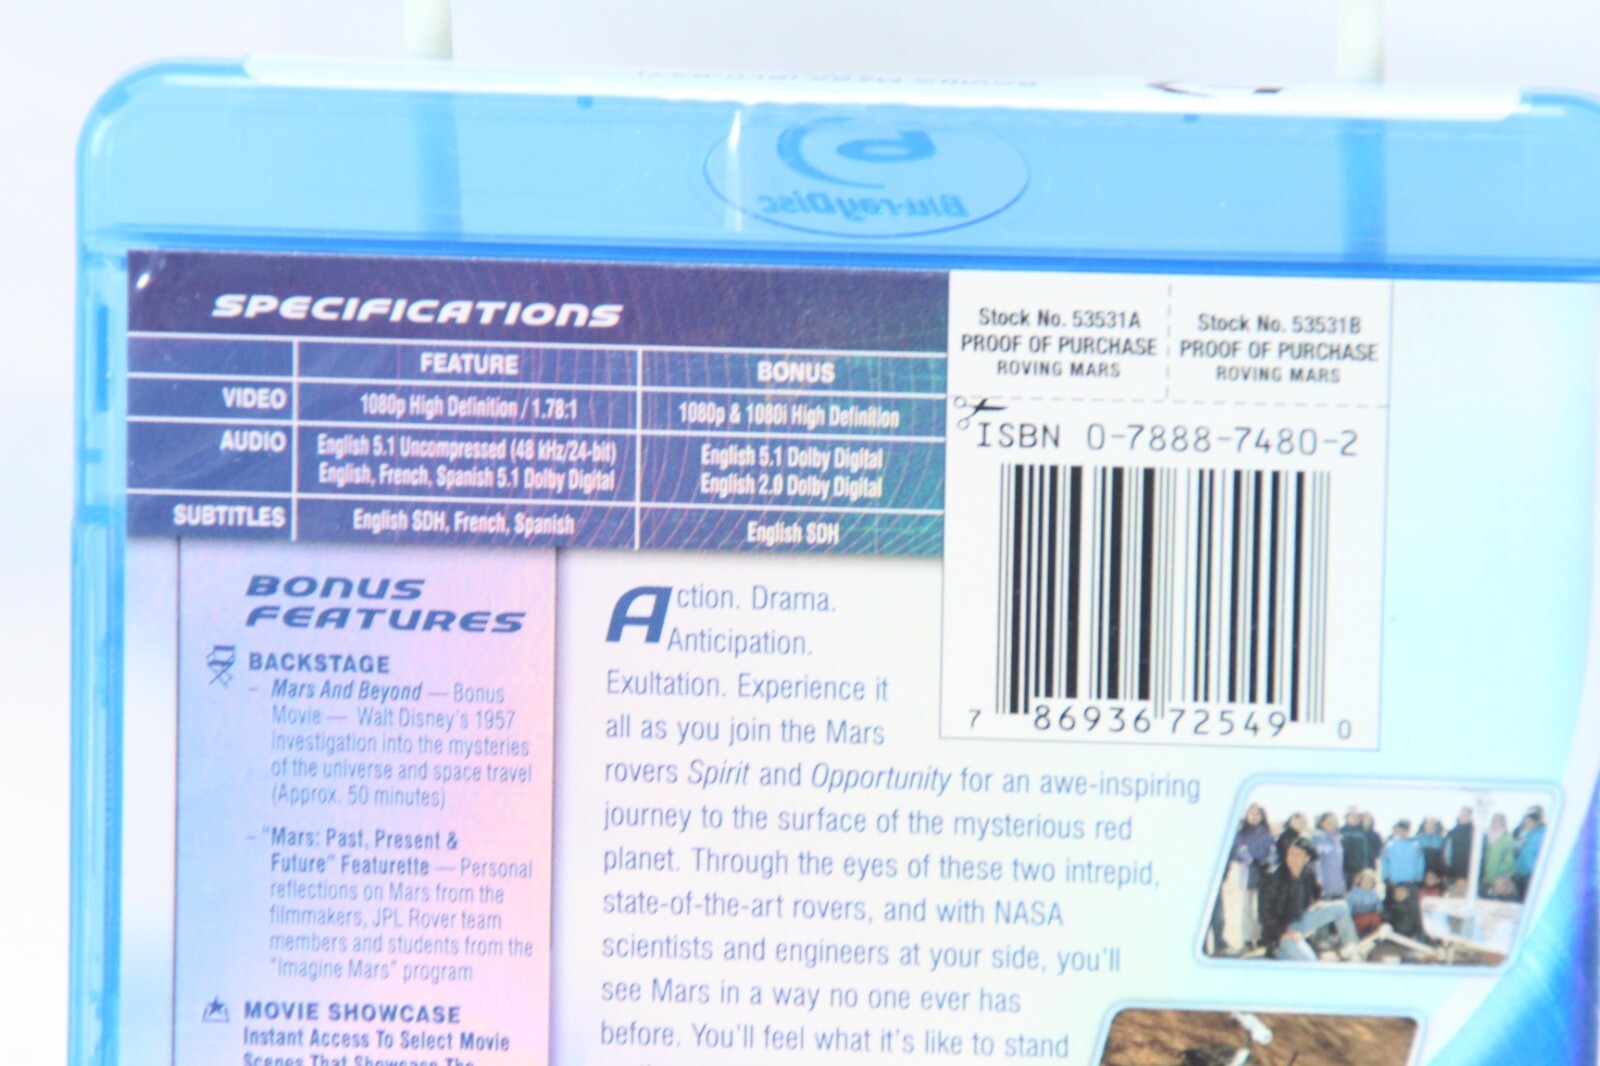 Blu-rayDisc
SPECIFICATIONS
FEATURE BONUS
VIDEO 1080p High Definition / 1.78:1 1080p & 1080i High Definition
AUDIO English 5.1 Uncompressed (48 kHz/24-bit) English 5.1 Dolby Digital
English, French, Spanish 5.1 Dolby Digital English 2.0 Dolby Digital
SUBTITLES English SDH, French, Spanish English SDH
Stock No. 53531A
PROOF OF PURCHASE
ROVING MARS
Stock No. 53531B
PROOF OF PURCHASE
ROVING MARS
ISBN 0-7888-7480-2
7 86936 72549 0
BONUS
FEATURES
BACKSTAGE
- Mars And Beyond — Bonus
Movie — Walt Disney's 1957
investigation into the mysteries
of the universe and space travel
(Approx. 50 minutes)
- "Mars: Past, Present &
Future" Featurette — Personal
reflections on Mars from the
filmmakers, JPL Rover team
members and students from the
"Imagine Mars" program
MOVIE SHOWCASE
Instant Access To Select Movie
Scenes That Showcase The
Action. Drama.
Anticipation.
Exultation. Experience it
all as you join the Mars
rovers Spirit and Opportunity for an awe-inspiring
journey to the surface of the mysterious red
planet. Through the eyes of these two intrepid,
state-of-the-art rovers, and with NASA
scientists and engineers at your side, you'll
see Mars in a way no one ever has
before. You'll feel what it's like to stand